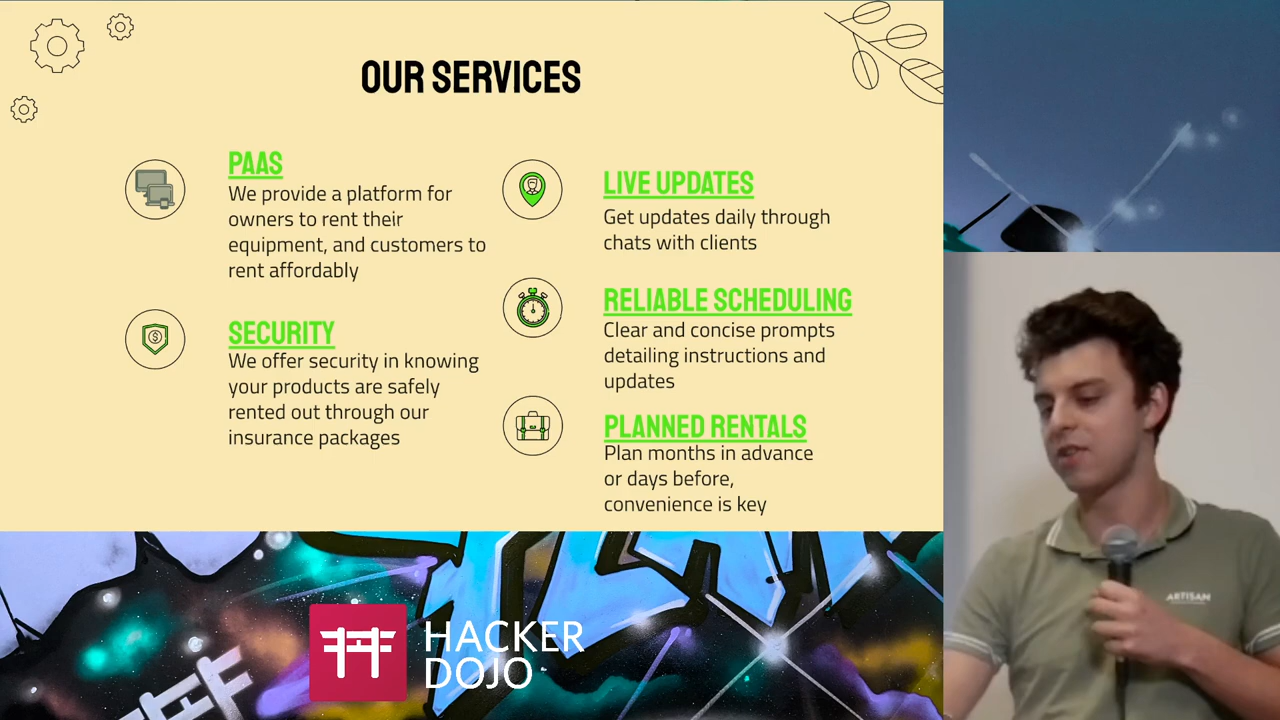 OUR SERVICES
PAAS
We provide a platform for
owners to rent their
equipment, and customers to
rent affordably
SECURITY
We offer security in knowing
your products are safely
rented out through our
insurance packages
LIVE UPDATES
Get updates daily through
chats with clients
RELIABLE SCHEDULING
Clear and concise prompts
detailing instructions and
updates
PLANNED RENTALS
Plan months in advance
or days before,
convenience is key
HACKER
DOJO
ARTISAN